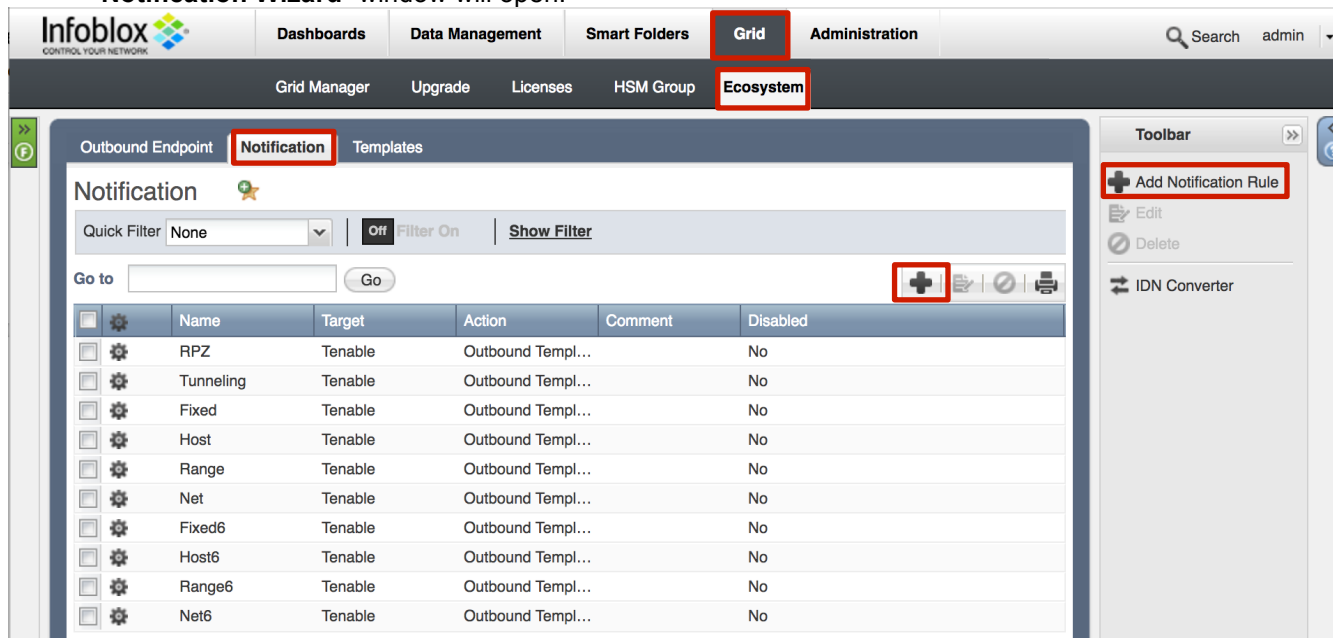 Notification Wizard" window will open.
Infoblox
CONTROL YOUR NETWORK
Dashboards Data Management Smart Folders Grid Administration
Search admin
Grid Manager Upgrade Licenses HSM Group Ecosystem
Outbound Endpoint Notification Templates
Toolbar
Notification
Add Notification Rule
Edit
Delete
IDN Converter
Quick Filter None Off Filter On Show Filter
Go to Go
Name Target Action Comment Disabled
RPZ Tenable Outbound Templ... No
Tunneling Tenable Outbound Templ... No
Fixed Tenable Outbound Templ... No
Host Tenable Outbound Templ... No
Range Tenable Outbound Templ... No
Net Tenable Outbound Templ... No
Fixed6 Tenable Outbound Templ... No
Host6 Tenable Outbound Templ... No
Range6 Tenable Outbound Templ... No
Net6 Tenable Outbound Templ... No